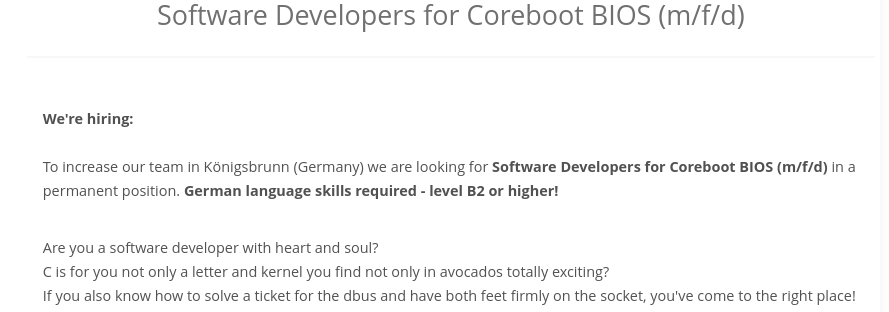 Software Developers for Coreboot BIOS (m/f/d)
We're hiring:
To increase our team in Königsbrunn (Germany) we are looking for Software Developers for Coreboot BIOS (m/f/d) in a
permanent position. German language skills required - level B2 or higher!
Are you a software developer with heart and soul?
C is for you not only a letter and kernel you find not only in avocados totally exciting?
If you also know how to solve a ticket for the dbus and have both feet firmly on the socket, you've come to the right place!